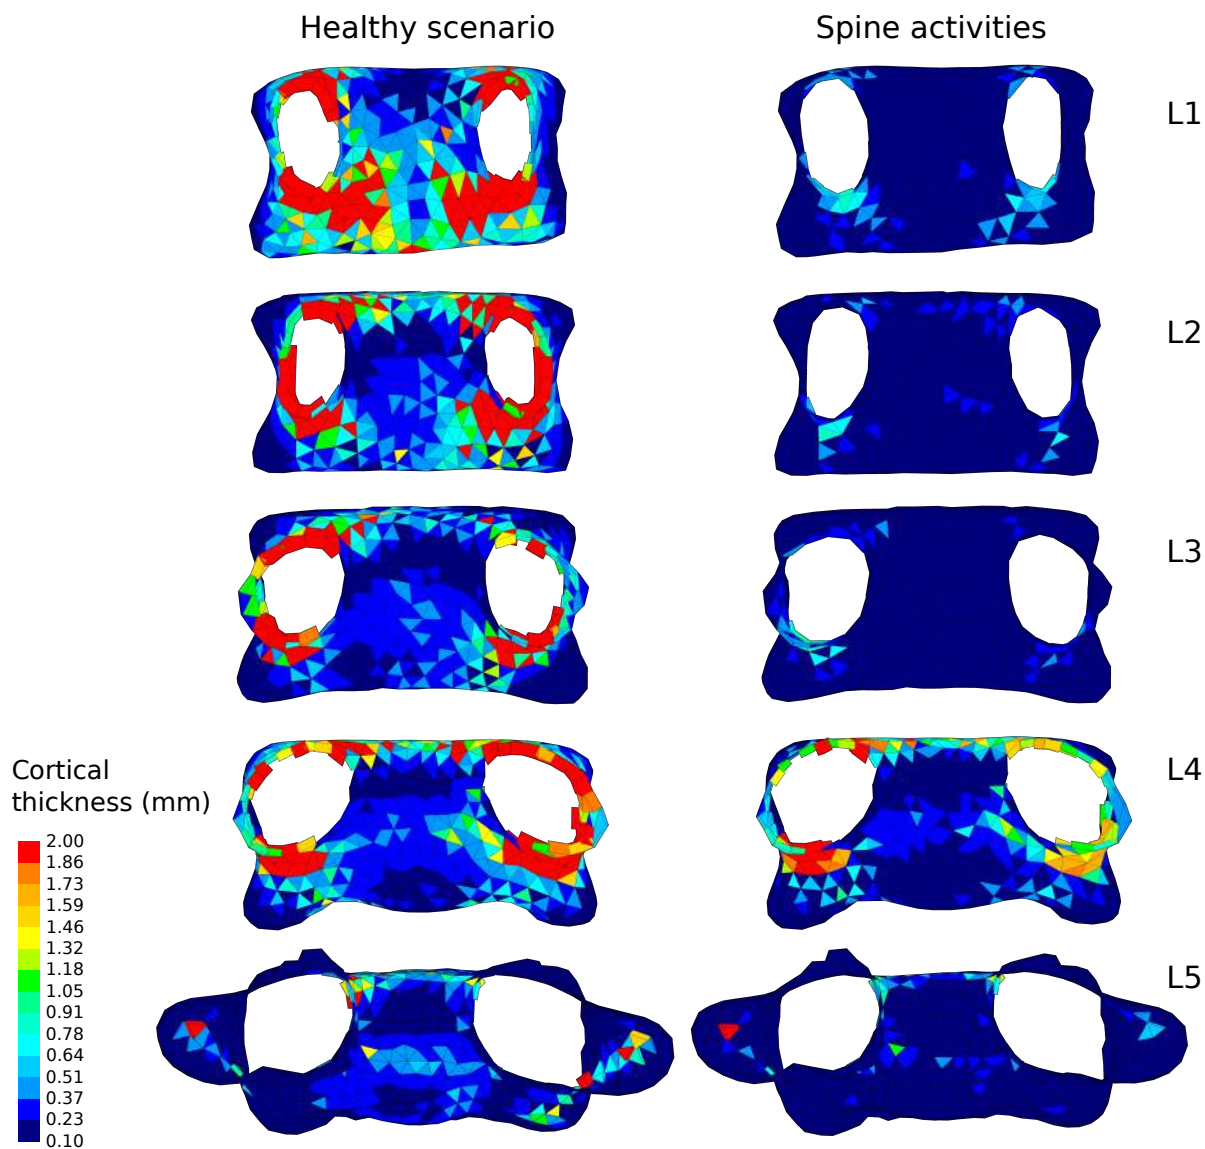 Healthy scenario
Spine activities
L1
L2
L3
L4
Cortical
thickness (mm)
2.00
1.86
1.73
1.59
1.46
1.32
1.18
1.05
0.91
0.78
0.64
0.51
0.37
0.23
0.10
L5